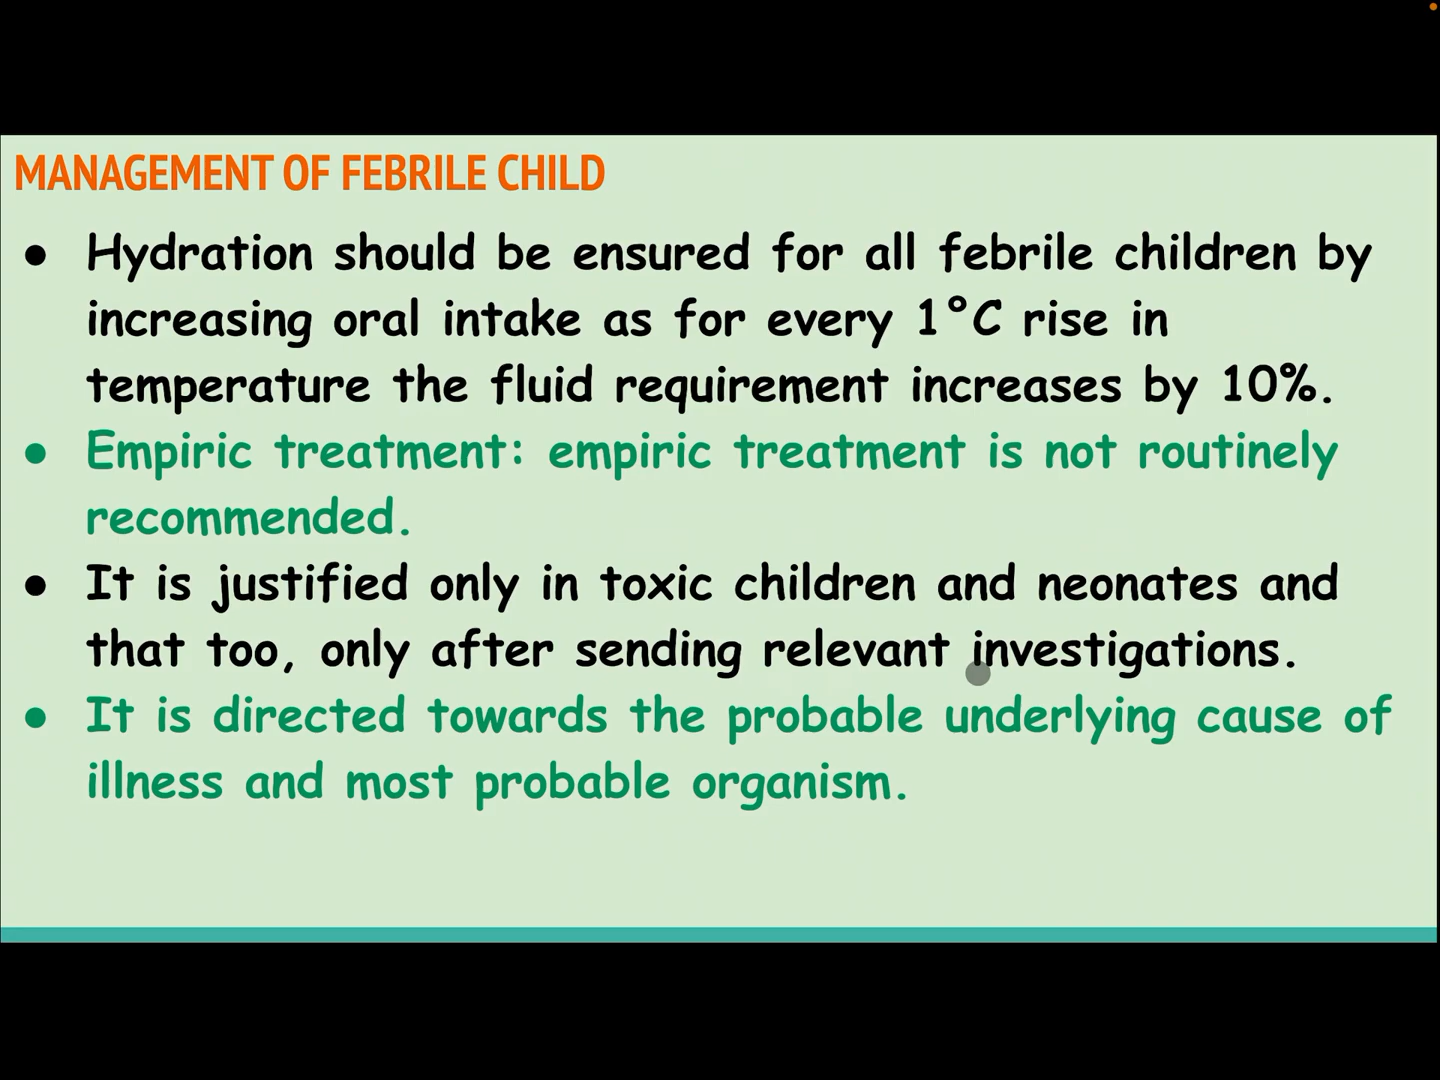 MANAGEMENT OF FEBRILE CHILD
● Hydration should be ensured for all febrile children by
increasing oral intake as for every 1°C rise in
temperature the fluid requirement increases by 10%.
● Empiric treatment: empiric treatment is not routinely
recommended.
● It is justified only in toxic children and neonates and
that too, only after sending relevant investigations.
● It is directed towards the probable underlying cause of
illness and most probable organism.